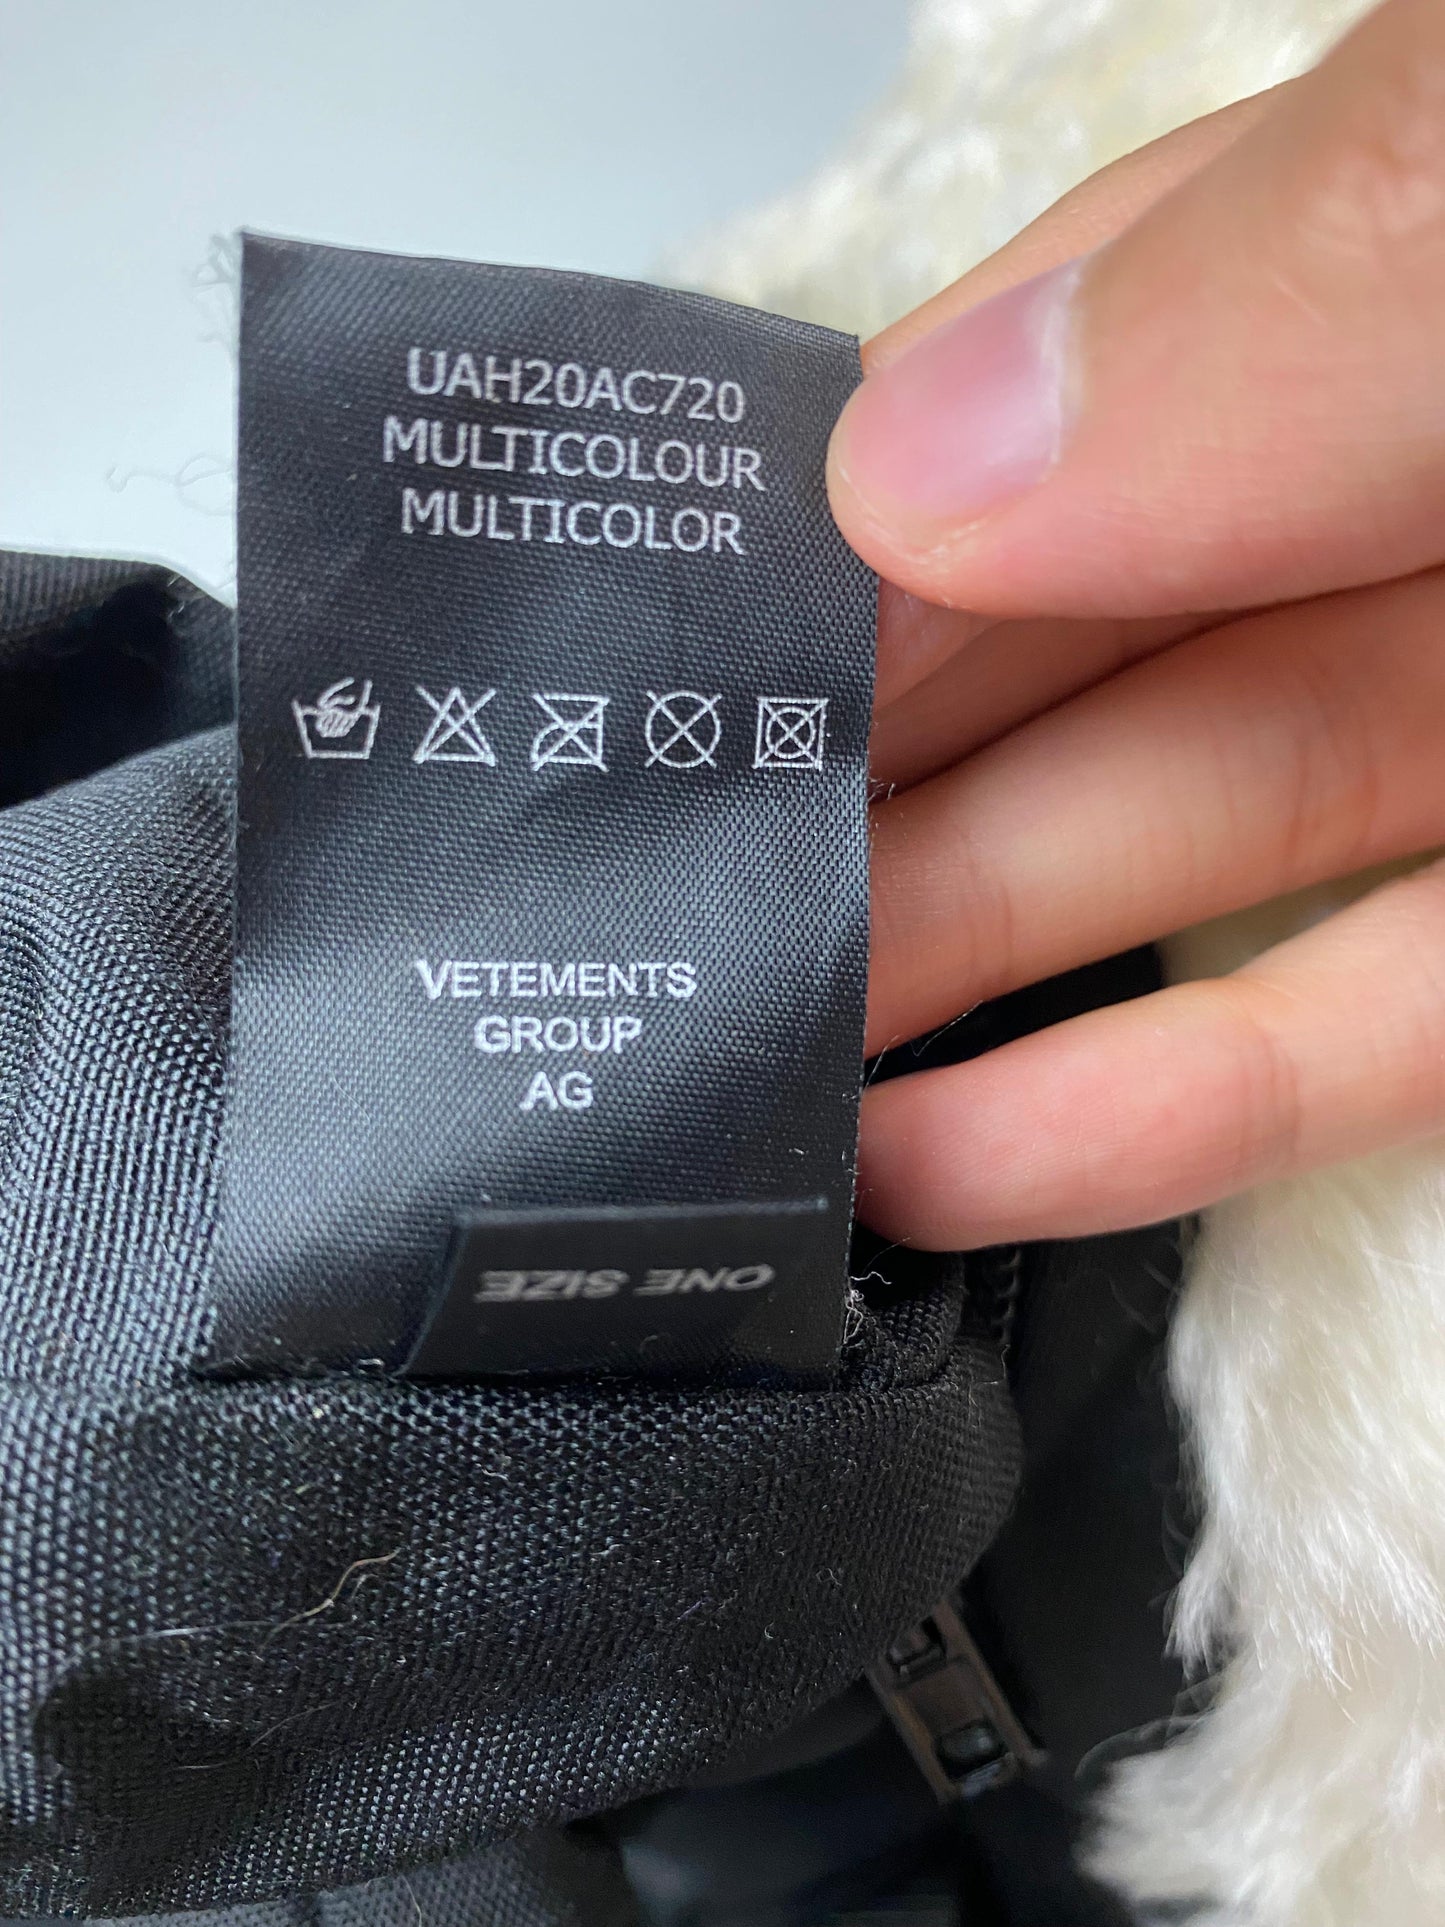 UAH20AC720
MULTICOLOUR
MULTICOLOR
VETEMENTS
GROUP
AG
ONE SIZE